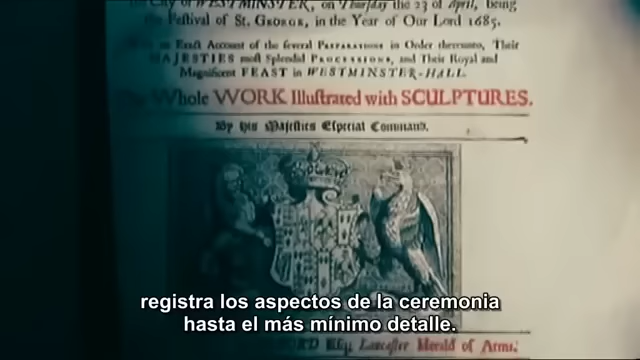 the City of WESTMINSTER, on Thursday the 23 of April, being
the Festival of St. GEORGE, in the Year of Our Lord 1685.
an Exact Account of the several PREPARATIONS in Order thereunto, Their
MAJESTIES most Splendid PROCESSIONS, and Their Royal and
Magnificent FEAST in WESTMINSTER-HALL.
The Whole WORK Illustrated with SCULPTURES.
By His Majesties Especial Command.
registra los aspectos de la ceremonia
hasta el más mínimo detalle.
Lancaster Herald of Arms.